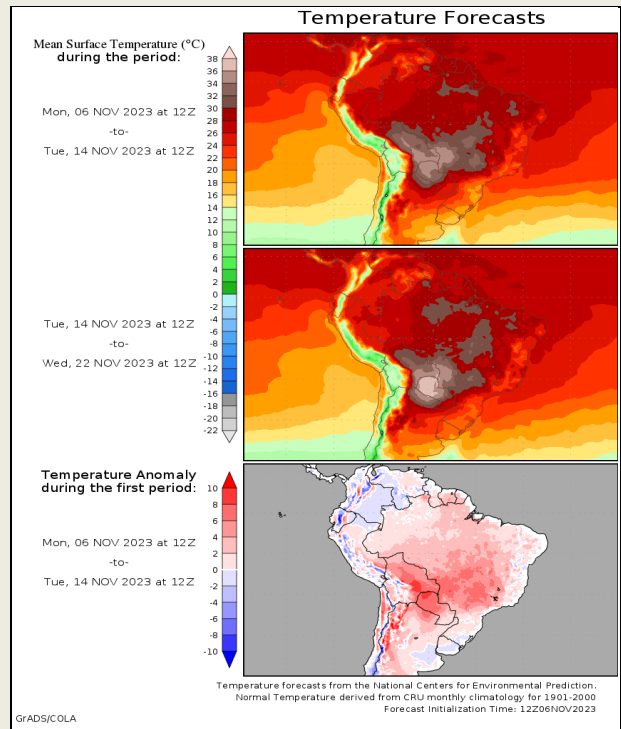 Temperature Forecasts
Mean Surface Temperature (°C)
during the period:
38
36
34
32
30
28
26
24
22
20
18
16
14
12
10
8
6
4
2
0
-2
-4
-6
-8
-10
-12
-14
-16
-18
-20
-22
Mon, 06 NOV 2023 at 12Z
-to-
Tue, 14 NOV 2023 at 12Z
Tue, 14 NOV 2023 at 12Z
-to-
Wed, 22 NOV 2023 at 12Z
Temperature Anomaly
during the first period:
10
8
6
4
2
0
-2
-4
-6
-8
-10
Mon, 06 NOV 2023 at 12Z
-to-
Tue, 14 NOV 2023 at 12Z
Temperature forecasts from the National Centers for Environmental Prediction.
Normal Temperature derived from CRU monthly climatology for 1901-2000
Forecast Initialization Time: 12Z06NOV2023
GrADS/COLA